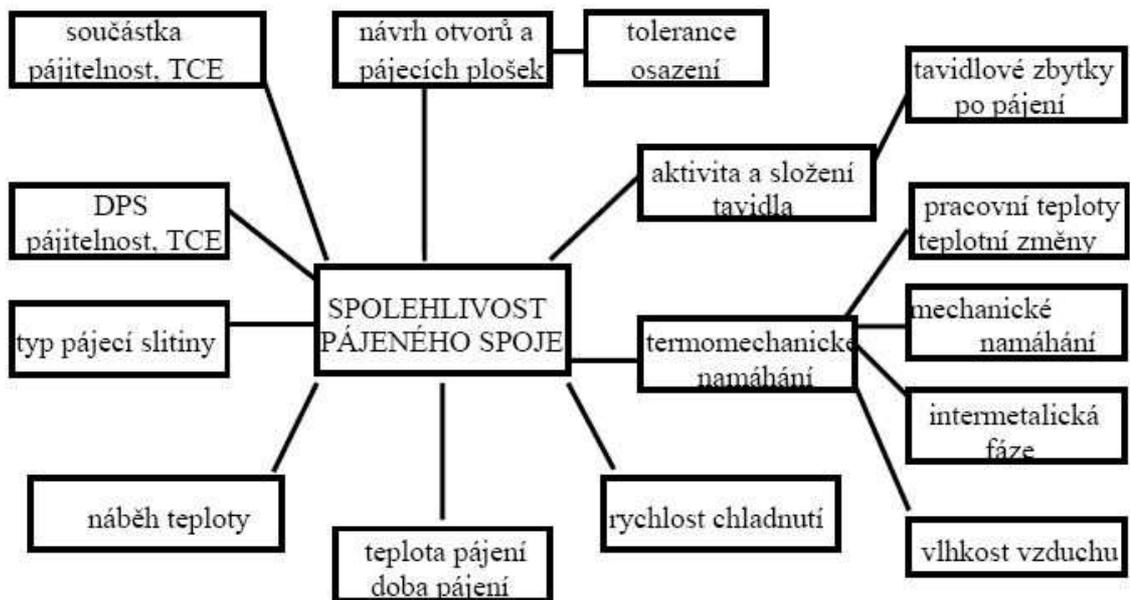 součástka
pájitelnost, TCE
návrh otvorů a
pájecích plošek
tolerance
osazení
tavidlové zbytky
po pájení
aktivita a složení
tavidla
DPS
pájitelnost, TCE
pracovní teploty
teplotní změny
SPOLEHLIVOST
PÁJENÉHO SPOJE
typ pájecí slitiny
termomechanické
namáhání
mechanické
namáhání
intermetalická
fáze
náběh teploty
teplota pájení
doba pájení
rychlost chladnutí
vlhkost vzduchu